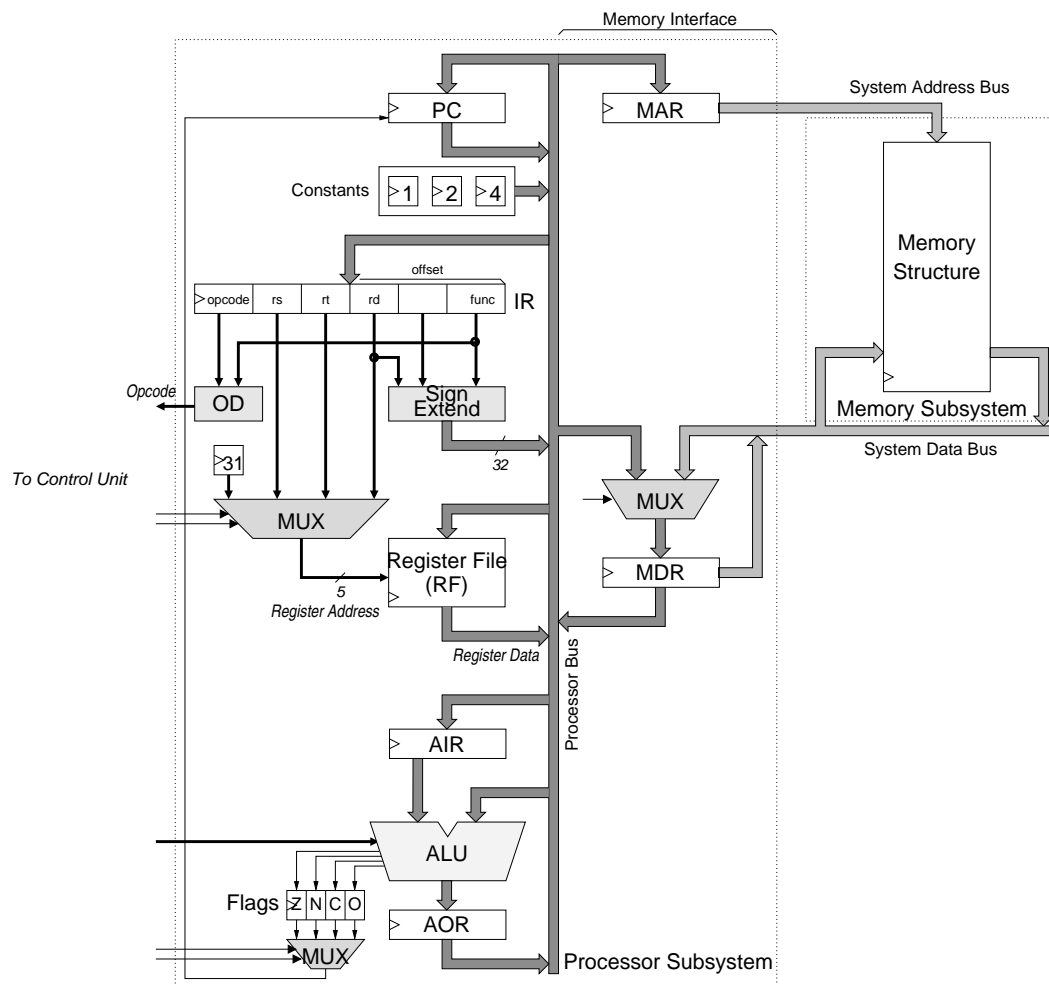 Memory Interface
System Address Bus
PC
MAR
Constants
1
2
4
Memory
Structure
offset
opcode
rs
rt
rd
func
IR
Opcode
OD
Sign
Extend
Memory Subsystem
System Data Bus
32
31
To Control Unit
MUX
MUX
Register File
(RF)
MDR
5
Register Address
Register Data
Processor Bus
AIR
ALU
Flags
Z
N
C
O
AOR
MUX
Processor Subsystem